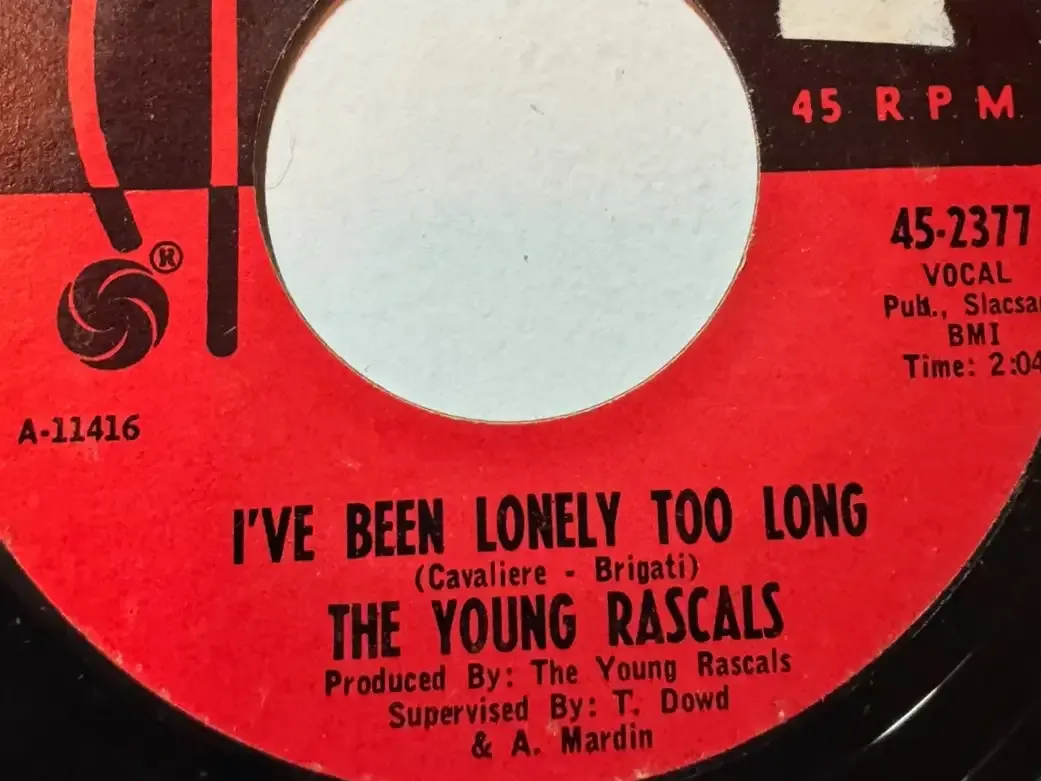 45 R.P.M.
45-2377
VOCAL
Pub., Slacsa
BMI
Time: 2:04
®
A-11416
I'VE BEEN LONELY TOO LONG
(Cavaliere - Brigati)
THE YOUNG RASCALS
Produced By: The Young Rascals
Supervised By: T. Dowd
& A. Mardin